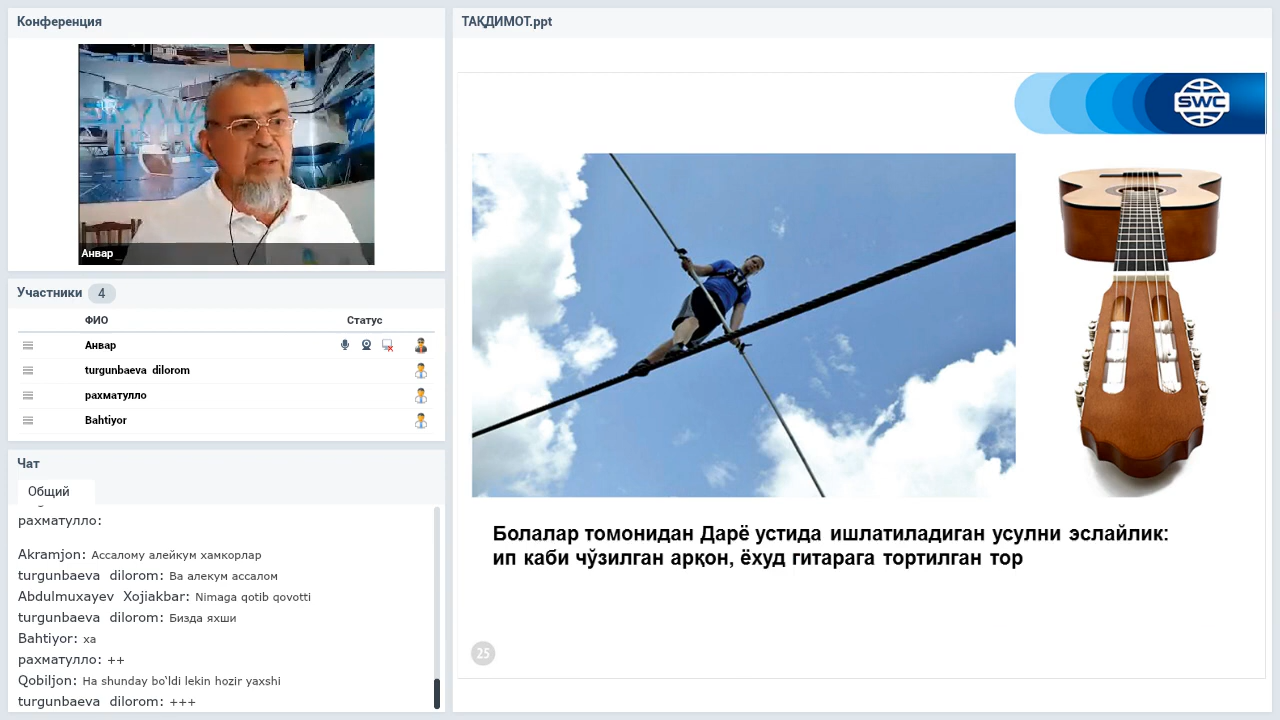 Конференция
Анвар
Участники 4
ФИО Статус
Анвар
turgunbaeva dilorom
рахматулло
Bahtiyor
Чат
Общий
рахматулло:
Akramjon: Ассалому алейкум хамкорлар
turgunbaeva dilorom: Ва алекум ассалом
Abdulmuxayev Xojiakbar: Nimaga qotib qovotti
turgunbaeva dilorom: Бизда яхши
Bahtiyor: ха
рахматулло: ++
Qobiljon: Ha shunday bo'ldi lekin hozir yaxshi
turgunbaeva dilorom: +++
ТАҚДИМОТ.ppt
SWC
Болалар томонидан Дарё устида ишлатиладиган усулни эслайлик:
ип каби чўзилган арқон, ёхуд гитарага тортилган тор
25